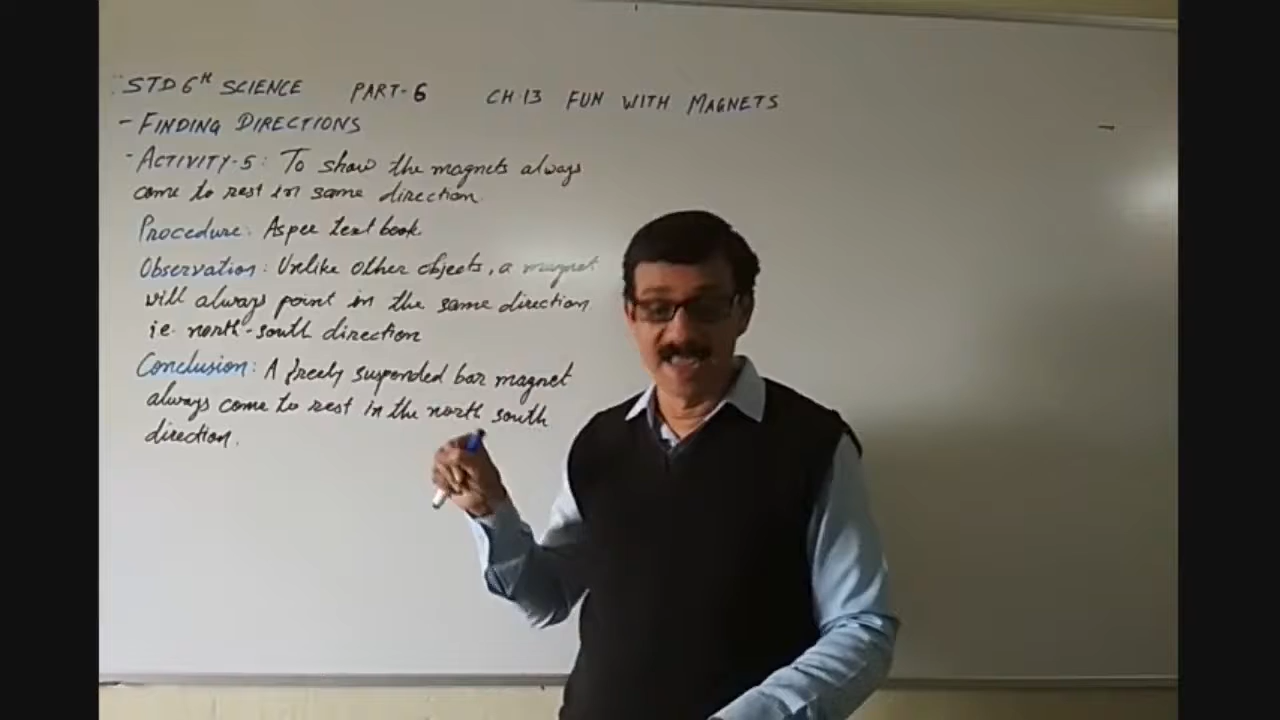 STD 6th SCIENCE PART-6 CH 13 FUN WITH MAGNETS
- FINDING DIRECTIONS
- ACTIVITY-5: To show the magnets always
come to rest in same direction.
Procedure: As per text book
Observation: Unlike other objects, a magnet
will always point in the same direction
i.e. north-south direction
Conclusion: A freely suspended bar magnet
always come to rest in the north south
direction.